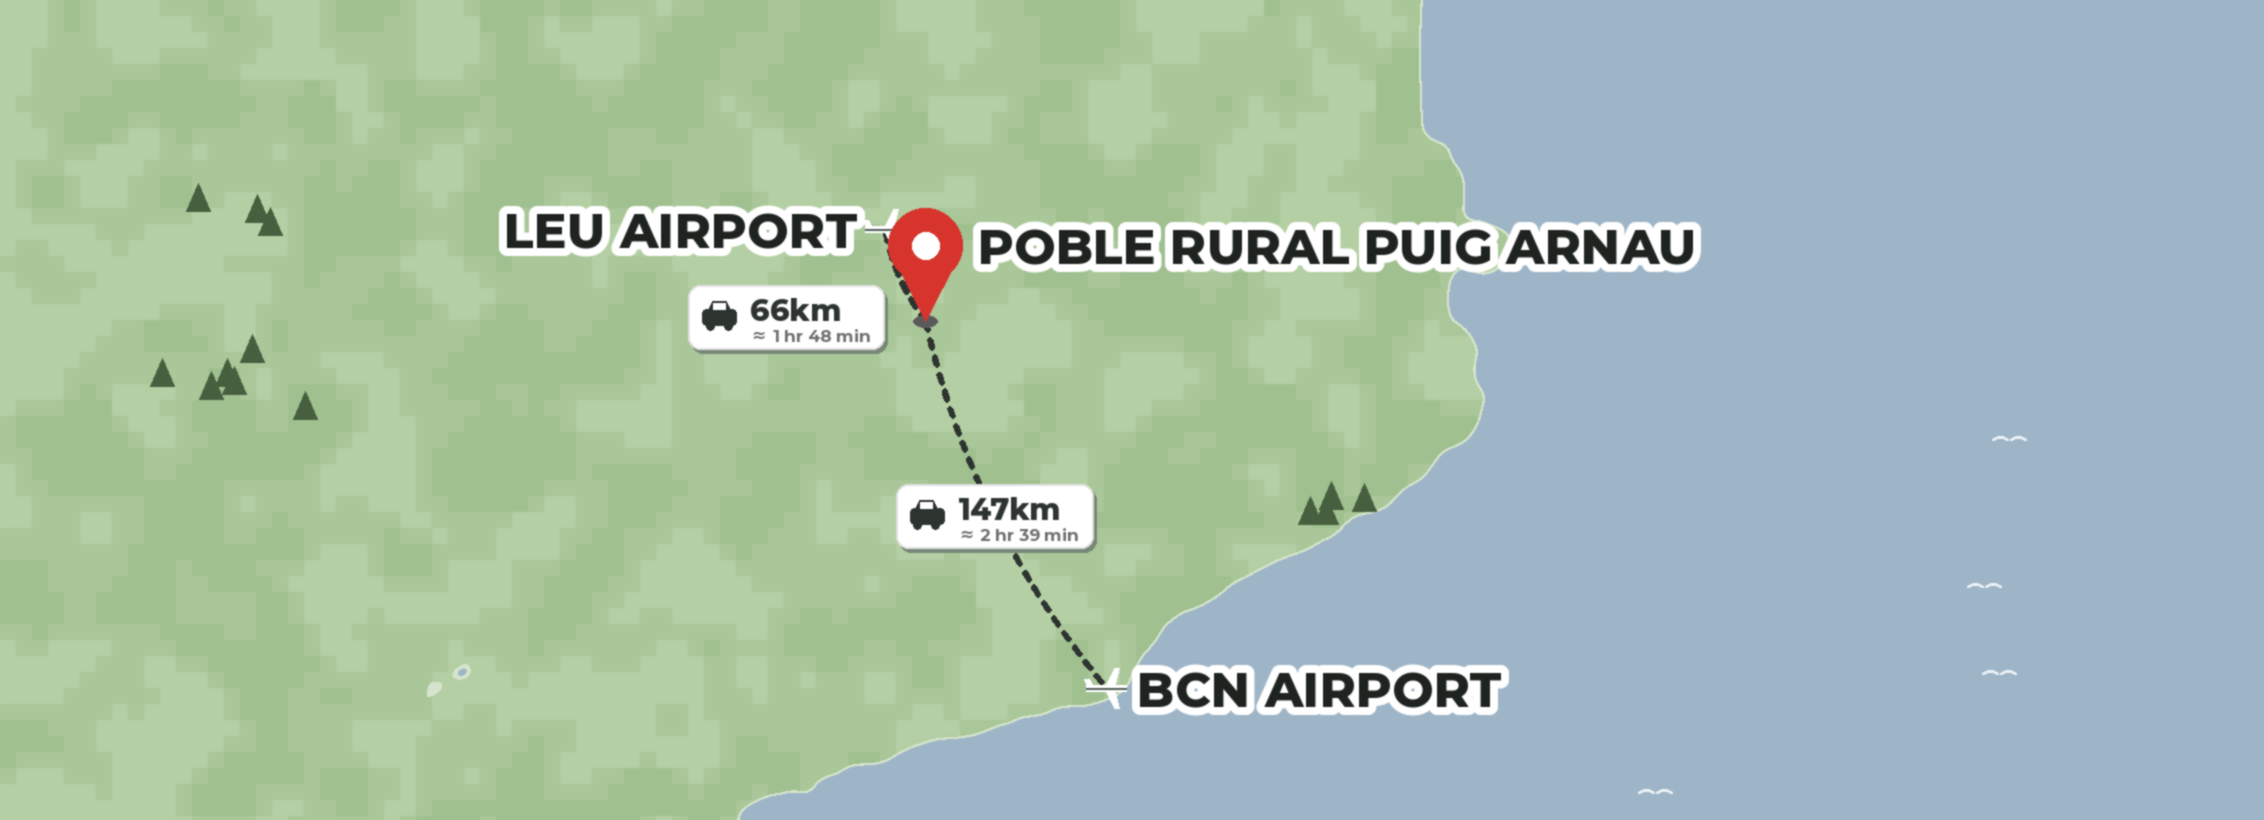 LEU AIRPORT
POBLE RURAL PUIG ARNAU
66km
≈ 1 hr 48 min
147km
≈ 2 hr 39 min
BCN AIRPORT